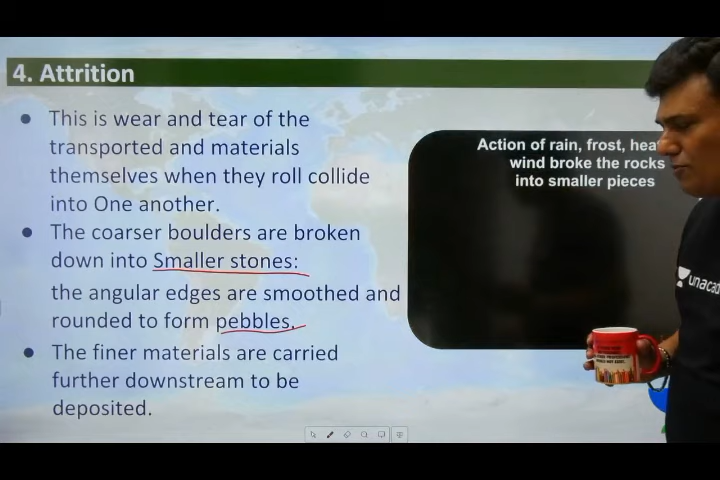 4. Attrition
This is wear and tear of the
transported and materials
themselves when they roll collide
into One another.
The coarser boulders are broken
down into Smaller stones:
the angular edges are smoothed and
rounded to form pebbles.
The finer materials are carried
further downstream to be
deposited.
Action of rain, frost, hea
wind broke the rocks
into smaller pieces
unacad